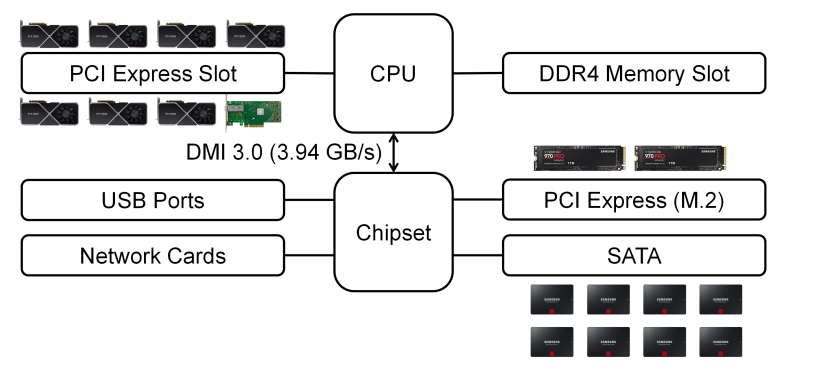 PCI Express Slot
CPU
DDR4 Memory Slot
DMI 3.0 (3.94 GB/s)
SAMSUNG
970 PRO
SAMSUNG
970 PRO
USB Ports
PCI Express (M.2)
Chipset
Network Cards
SATA
SAMSUNG
SAMSUNG
SAMSUNG
SAMSUNG
SAMSUNG
SAMSUNG
SAMSUNG
SAMSUNG